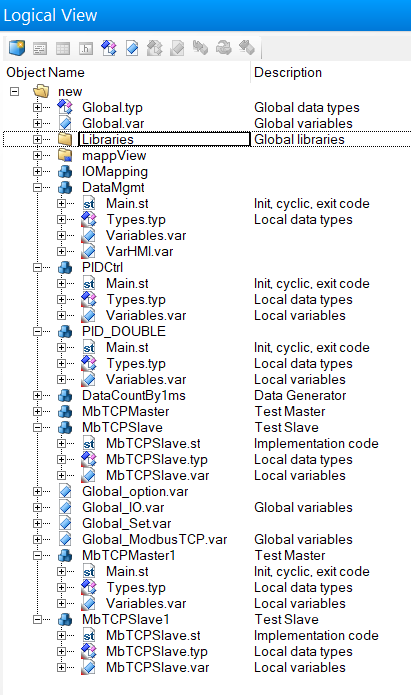 Logical View
Object Name Description
new
Global.typ Global data types
Global.var Global variables
Libraries Global libraries
mappView
IOMapping
DataMgmt
st Main.st Init, cyclic, exit code
Types.typ Local data types
Variables.var
VarHMI.var
PIDCtrl
st Main.st Init, cyclic, exit code
Types.typ Local data types
Variables.var Local variables
PID_DOUBLE
st Main.st Init, cyclic, exit code
Types.typ Local data types
Variables.var Local variables
DataCountBy1ms Data Generator
MbTCPMaster Test Master
MbTCPSlave Test Slave
st MbTCPSlave.st Implementation code
MbTCPSlave.typ Local data types
MbTCPSlave.var Local variables
Global_option.var
Global_IO.var Global variables
Global_Set.var
Global_ModbusTCP.var Global variables
MbTCPMaster1 Test Master
st Main.st Init, cyclic, exit code
Types.typ Local data types
Variables.var Local variables
MbTCPSlave1 Test Slave
st MbTCPSlave.st Implementation code
MbTCPSlave.typ Local data types
MbTCPSlave.var Local variables